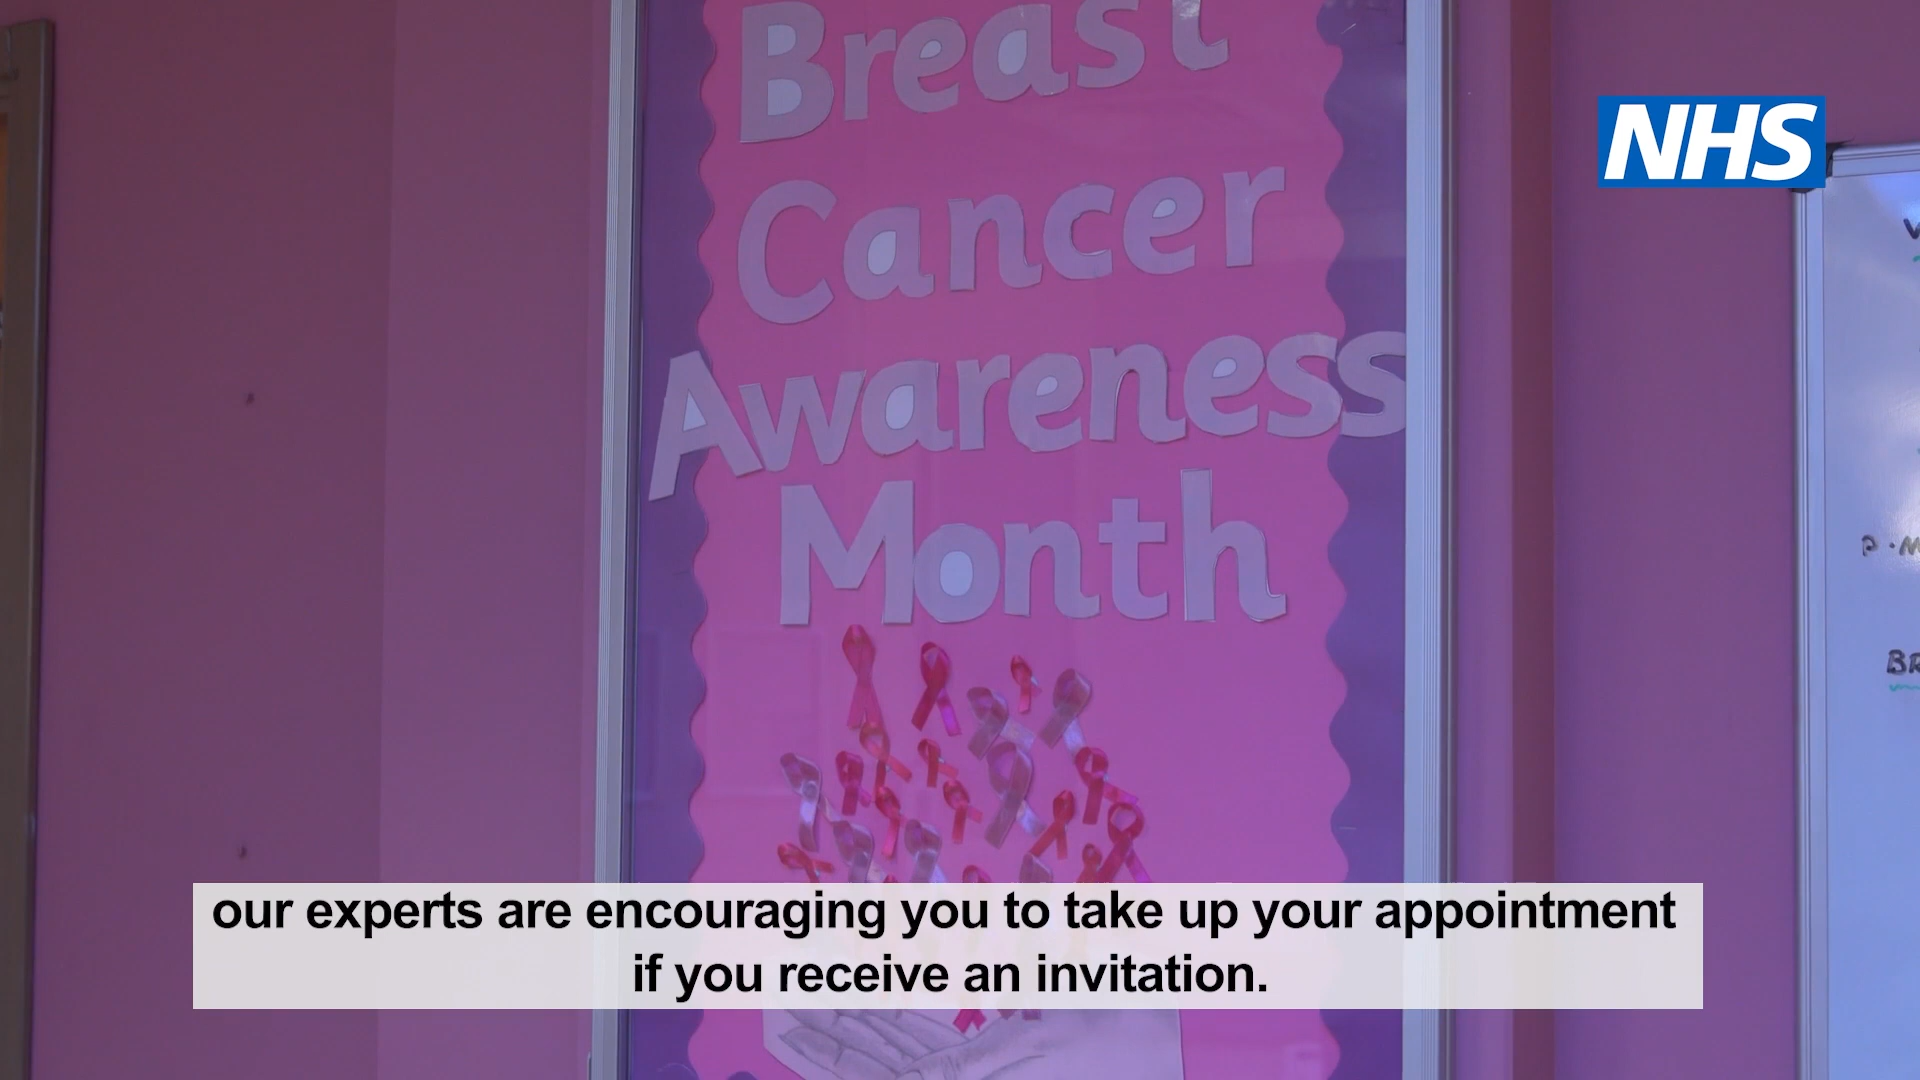 Breast
Cancer
Awareness
Month
NHS
our experts are encouraging you to take up your appointment
if you receive an invitation.